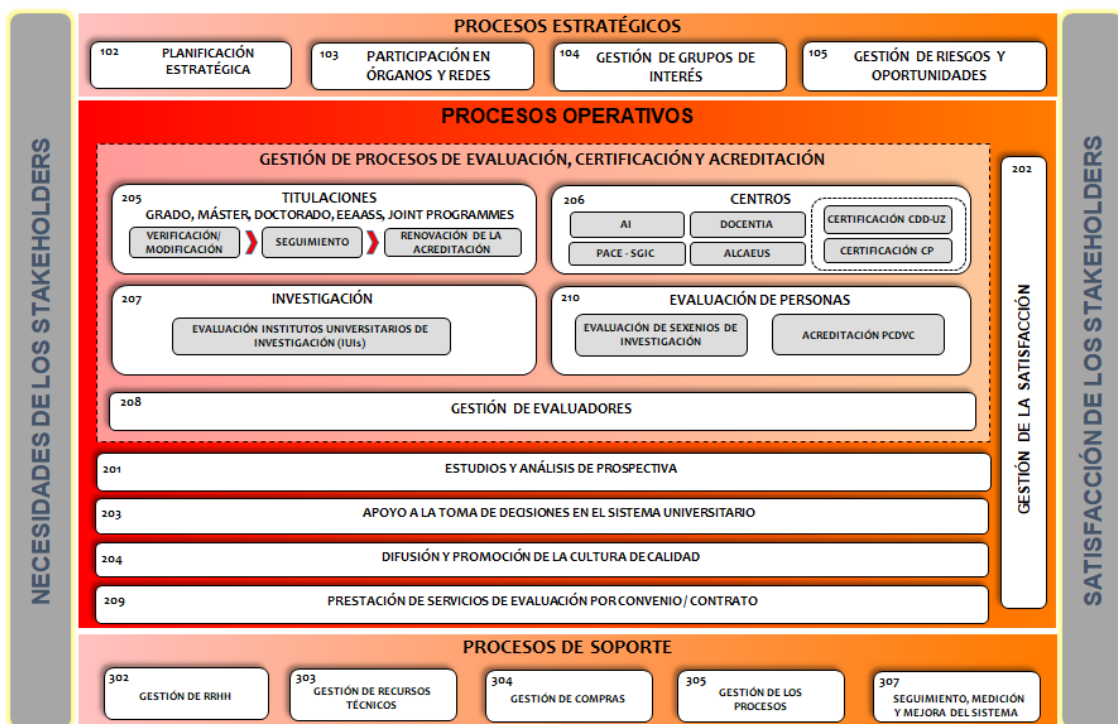 NECESIDADES DE LOS STAKEHOLDERS
PROCESOS ESTRATÉGICOS
102
PLANIFICACIÓN
ESTRATÉGICA
103
PARTICIPACIÓN EN
ÓRGANOS Y REDES
104
GESTIÓN DE GRUPOS DE
INTERÉS
105
GESTIÓN DE RIESGOS Y
OPORTUNIDADES
PROCESOS OPERATIVOS
GESTIÓN DE PROCESOS DE EVALUACIÓN, CERTIFICACIÓN Y ACREDITACIÓN
205
TITULACIONES
GRADO, MÁSTER, DOCTORADO, EEAASS, JOINT PROGRAMMES
VERIFICACIÓN/
MODIFICACIÓN
SEGUIMIENTO
RENOVACIÓN DE LA
ACREDITACIÓN
206
CENTROS
AI
DOCENTIA
CERTIFICACIÓN CDD-UZ
PACE - SGIC
ALCAEUS
CERTIFICACIÓN CP
207
INVESTIGACIÓN
EVALUACIÓN INSTITUTOS UNIVERSITARIOS DE
INVESTIGACIÓN (IUIs)
210
EVALUACIÓN DE PERSONAS
EVALUACIÓN DE SEXENIOS DE
INVESTIGACIÓN
ACREDITACIÓN PCDVC
208
GESTIÓN DE EVALUADORES
201
ESTUDIOS Y ANÁLISIS DE PROSPECTIVA
203
APOYO A LA TOMA DE DECISIONES EN EL SISTEMA UNIVERSITARIO
204
DIFUSIÓN Y PROMOCIÓN DE LA CULTURA DE CALIDAD
209
PRESTACIÓN DE SERVICIOS DE EVALUACIÓN POR CONVENIO / CONTRATO
202
GESTIÓN DE LA SATISFACCIÓN
PROCESOS DE SOPORTE
302
GESTIÓN DE RRHH
303
GESTIÓN DE RECURSOS
TÉCNICOS
304
GESTIÓN DE COMPRAS
305
GESTIÓN DE LOS
PROCESOS
307
SEGUIMIENTO, MEDICIÓN
Y MEJORA DEL SISTEMA
SATISFACCIÓN DE LOS STAKEHOLDERS